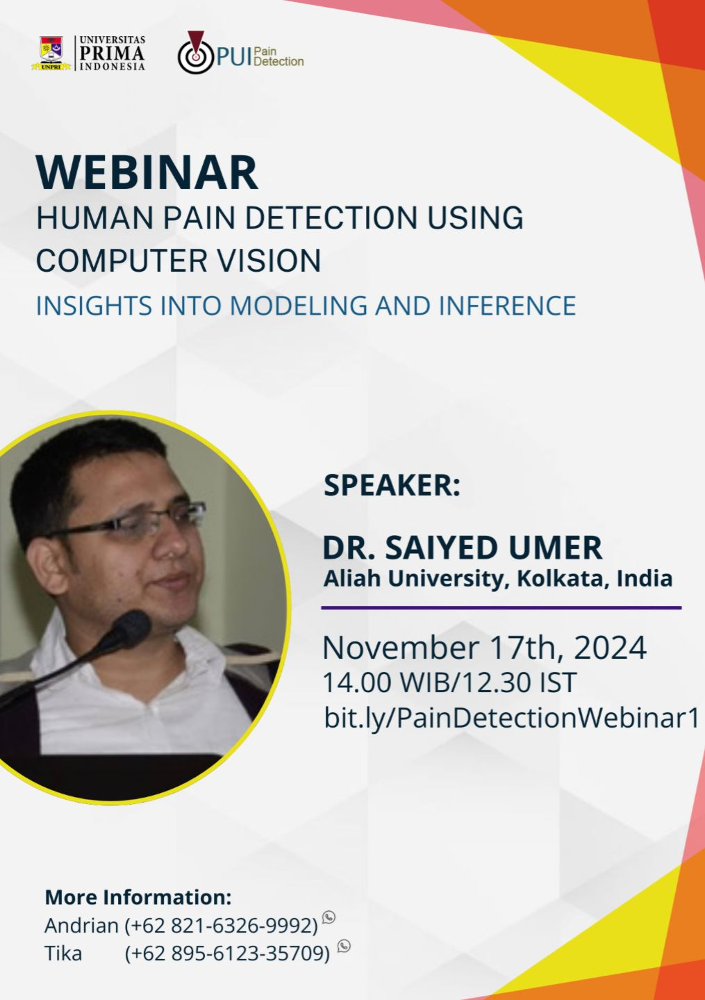 UNIVERSITAS
PRIMA
INDONESIA
UNPRI
PUI Pain
Detection
WEBINAR
HUMAN PAIN DETECTION USING
COMPUTER VISION
INSIGHTS INTO MODELING AND INFERENCE
SPEAKER:
DR. SAIYED UMER
Aliah University, Kolkata, India
November 17th, 2024
14.00 WIB/12.30 IST
bit.ly/PainDetectionWebinar1
More Information:
Andrian (+62 821-6326-9992)
Tika (+62 895-6123-35709)